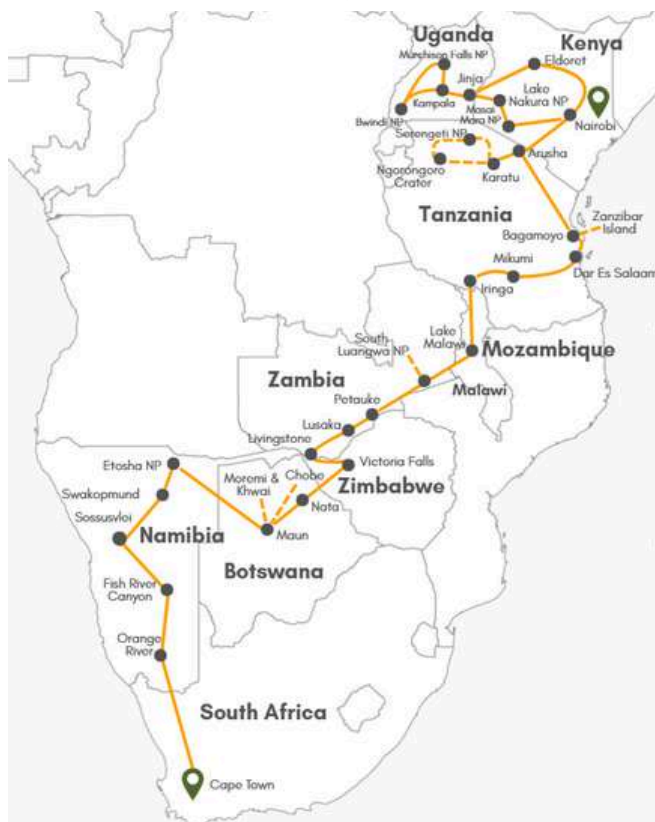 Uganda
Kenya
Murchison Falls NP
Eldoret
Jinja
Lake
Nakura NP
Kampala
Masai
Mara NP
Bwindi NP
Nairobi
Serengeti NP
Arusha
Ngorongoro
Crater
Karatu
Tanzania
Zanzibar
Island
Bagamoyo
Mikumi
Dar Es Salaam
Iringa
Lake
Malawi
South
Luangwa NP
Mozambique
Zambia
Malawi
Petauke
Lusaka
Livingstone
Etosha NP
Victoria Falls
Moremi &
Khwai
Chobe
Zimbabwe
Swakopmund
Nata
Sossusvloi
Namibia
Maun
Botswana
Fish River
Canyon
Orange
River
South Africa
Cape Town